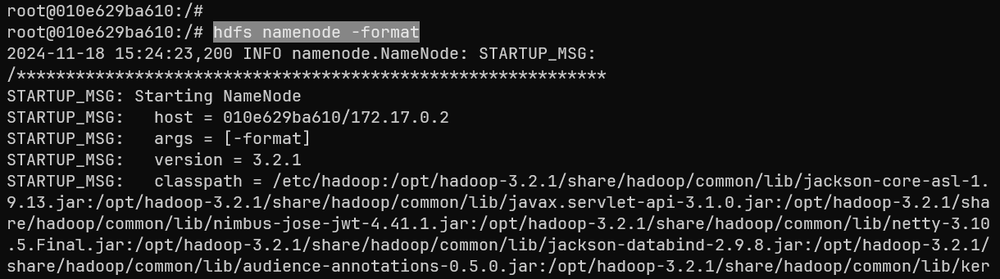 root@010e629ba610:/#
root@010e629ba610:/# hdfs namenode -format
2024-11-18 15:24:23,200 INFO namenode.NameNode: STARTUP_MSG:
/************************************************************
STARTUP_MSG: Starting NameNode
STARTUP_MSG:   host = 010e629ba610/172.17.0.2
STARTUP_MSG:   args = [-format]
STARTUP_MSG:   version = 3.2.1
STARTUP_MSG:   classpath = /etc/hadoop:/opt/hadoop-3.2.1/share/hadoop/common/lib/jackson-core-asl-1.
9.13.jar:/opt/hadoop-3.2.1/share/hadoop/common/lib/javax.servlet-api-3.1.0.jar:/opt/hadoop-3.2.1/sha
re/hadoop/common/lib/nimbus-jose-jwt-4.41.1.jar:/opt/hadoop-3.2.1/share/hadoop/common/lib/netty-3.10
.5.Final.jar:/opt/hadoop-3.2.1/share/hadoop/common/lib/jackson-databind-2.9.8.jar:/opt/hadoop-3.2.1/
share/hadoop/common/lib/audience-annotations-0.5.0.jar:/opt/hadoop-3.2.1/share/hadoop/common/lib/ker